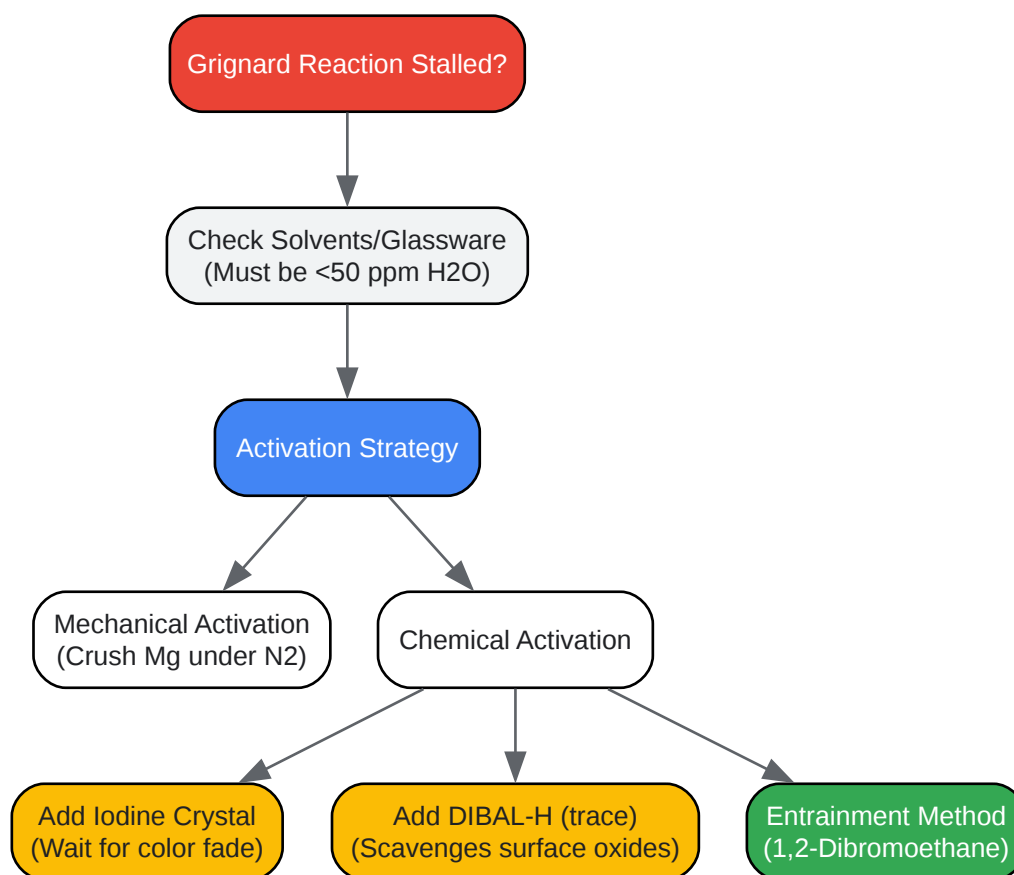 Grignard Reaction Stalled?
Check Solvents/Glassware
(Must be <50 ppm H2O)
Activation Strategy
Mechanical Activation
(Crush Mg under N2)
Chemical Activation
Add Iodine Crystal
(Wait for color fade)
Add DIBAL-H (trace)
(Scavenges surface oxides)
Entrainment Method
(1,2-Dibromoethane)